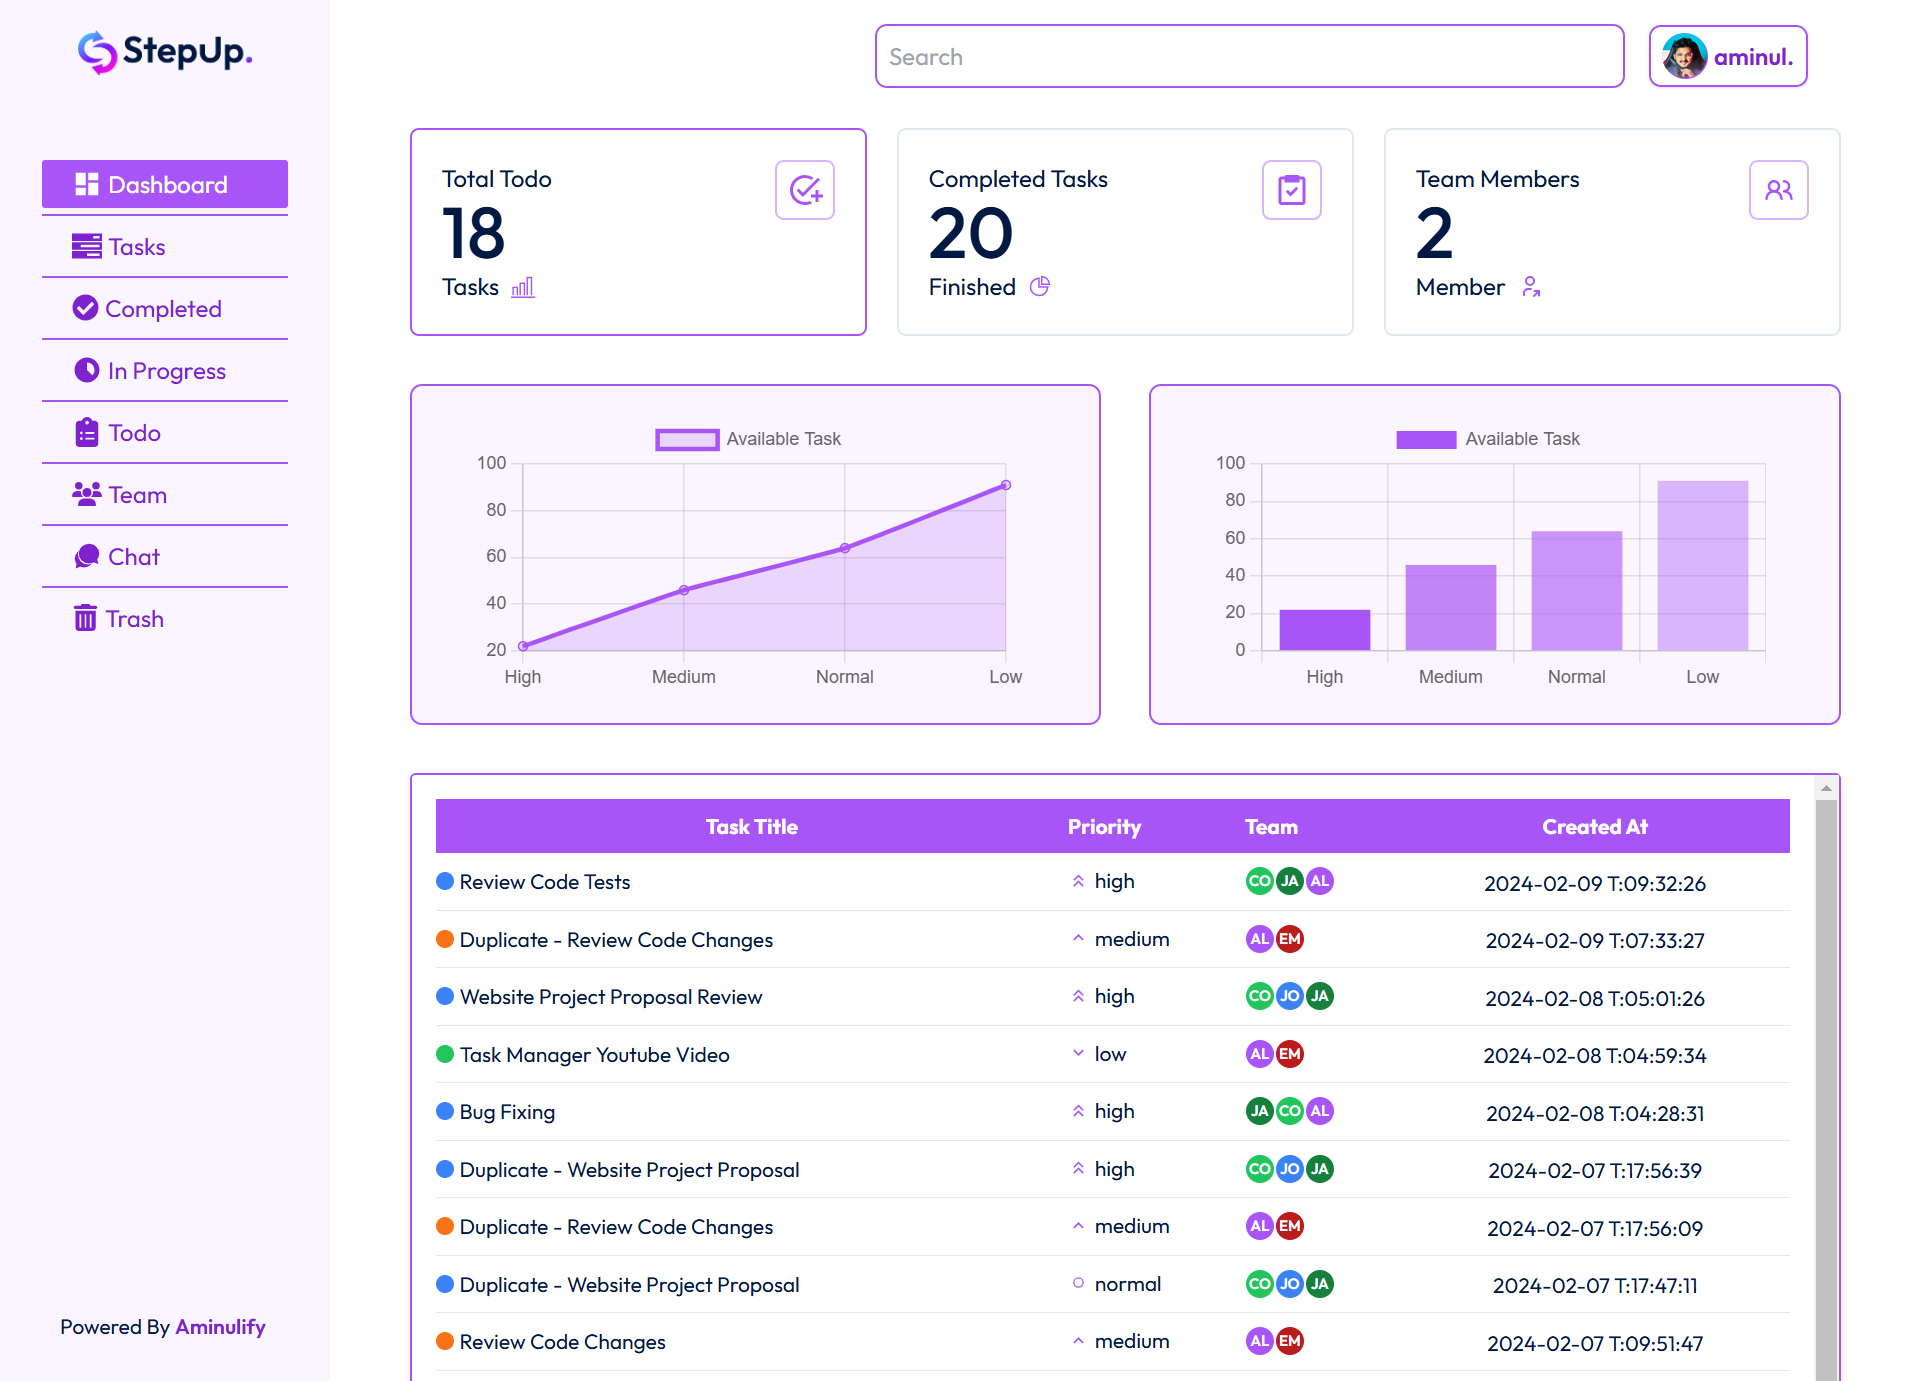 StepUp.
Search
aminul.
Dashboard
Tasks
Completed
In Progress
Todo
Team
Chat
Trash
Powered By Aminulify
Total Todo
18
Tasks
Completed Tasks
20
Finished
Team Members
2
Member
Available Task
100
80
60
40
20
High Medium Normal Low
Available Task
100
80
60
40
20
0
High Medium Normal Low
Task Title Priority Team Created At
Review Code Tests high CO JA AL 2024-02-09 T:09:32:26
Duplicate - Review Code Changes medium AL EM 2024-02-09 T:07:33:27
Website Project Proposal Review high CO JO JA 2024-02-08 T:05:01:26
Task Manager Youtube Video low AL EM 2024-02-08 T:04:59:34
Bug Fixing high JA CO AL 2024-02-08 T:04:28:31
Duplicate - Website Project Proposal high CO JO JA 2024-02-07 T:17:56:39
Duplicate - Review Code Changes medium AL EM 2024-02-07 T:17:56:09
Duplicate - Website Project Proposal normal CO JO JA 2024-02-07 T:17:47:11
Review Code Changes medium AL EM 2024-02-07 T:09:51:47